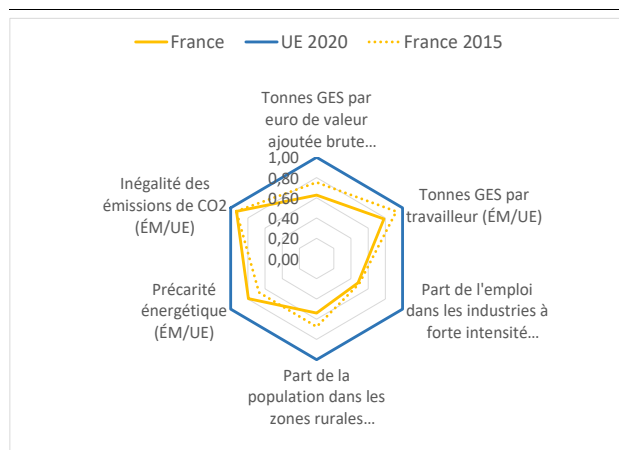 France UE 2020 France 2015
Tonnes GES par
euro de valeur
ajoutée brute…
1,00
0,80
0,60
0,40
0,20
0,00
Inégalité des
émissions de CO2
(ÉM/UE)
Tonnes GES par
travailleur (ÉM/UE)
Précarité
énergétique
(ÉM/UE)
Part de l'emploi
dans les industries à
forte intensité…
Part de la
population dans les
zones rurales…